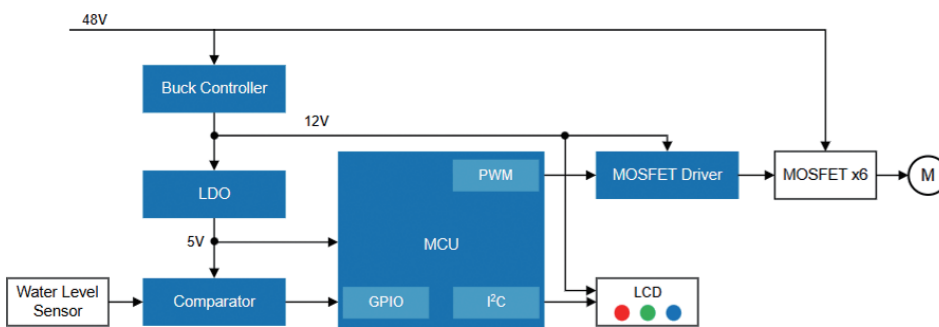 48V
Buck Controller
12V
PWM
MOSFET Driver
MOSFET x6
M
LDO
MCU
5V
Water Level
Sensor
Comparator
GPIO
I²C
LCD